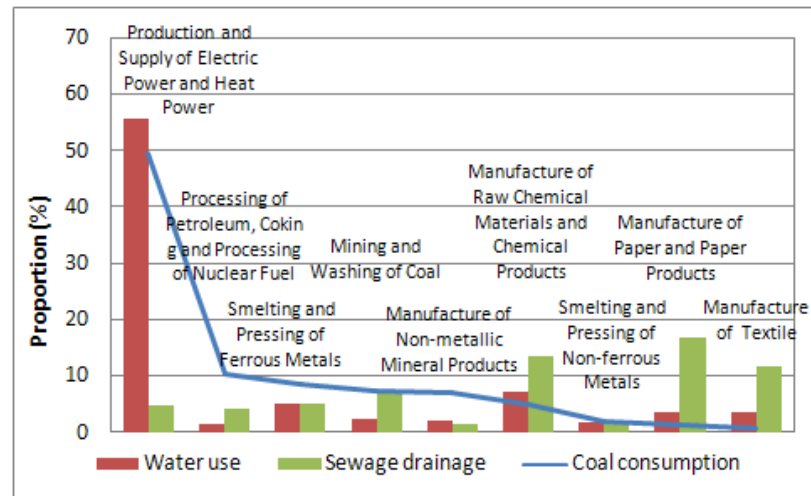 70
60
50
40
30
20
10
0
Proportion (%)
Production and
Supply of Electric
Power and Heat
Power
Processing of
Petroleum, Cokin
g and Processing
of Nuclear Fuel
Smelting and
Pressing of
Ferrous Metals
Mining and
Washing of Coal
Manufacture of
Non-metallic
Mineral Products
Manufacture of
Raw Chemical
Materials and
Chemical
Products
Smelting and
Pressing of
Non-ferrous
Metals
Manufacture of
Paper and Paper
Products
Manufacture
of Textile
Water use
Sewage drainage
Coal consumption